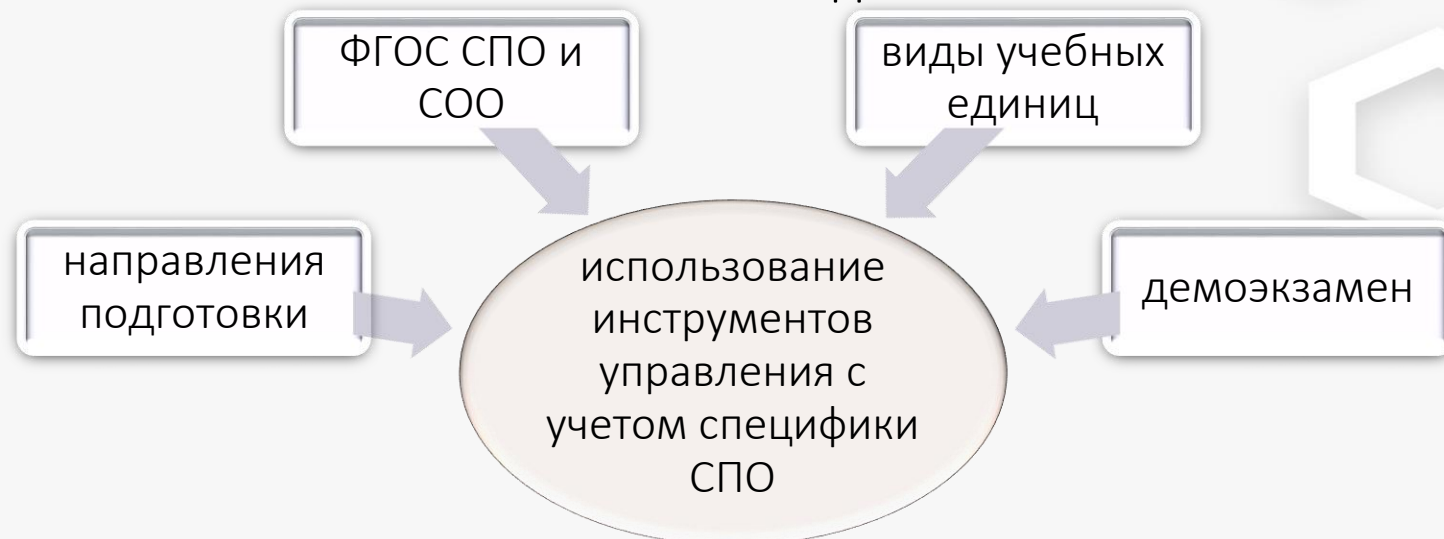 ФГОС СПО и
СОО
виды учебных
единиц
направления
подготовки
демоэкзамен
использование
инструментов
управления с
учетом специфики
СПО